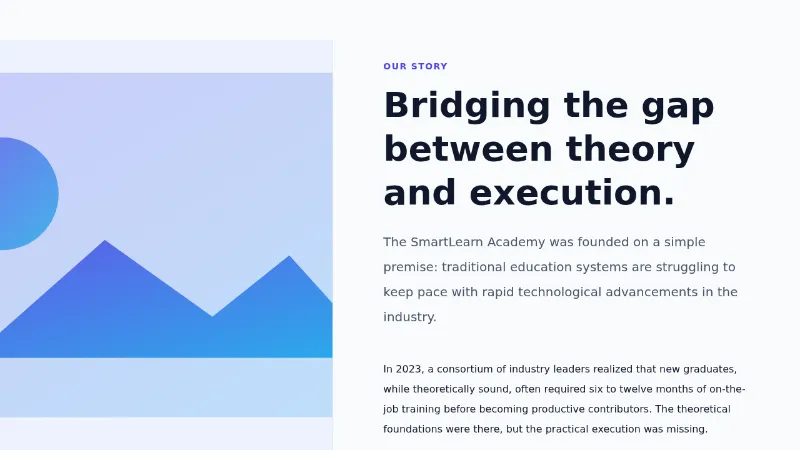 OUR STORY
Bridging the gap
between theory
and execution.
The SmartLearn Academy was founded on a simple
premise: traditional education systems are struggling to
keep pace with rapid technological advancements in the
industry.
In 2023, a consortium of industry leaders realized that new graduates,
while theoretically sound, often required six to twelve months of on-the-
job training before becoming productive contributors. The theoretical
foundations were there, but the practical execution was missing.